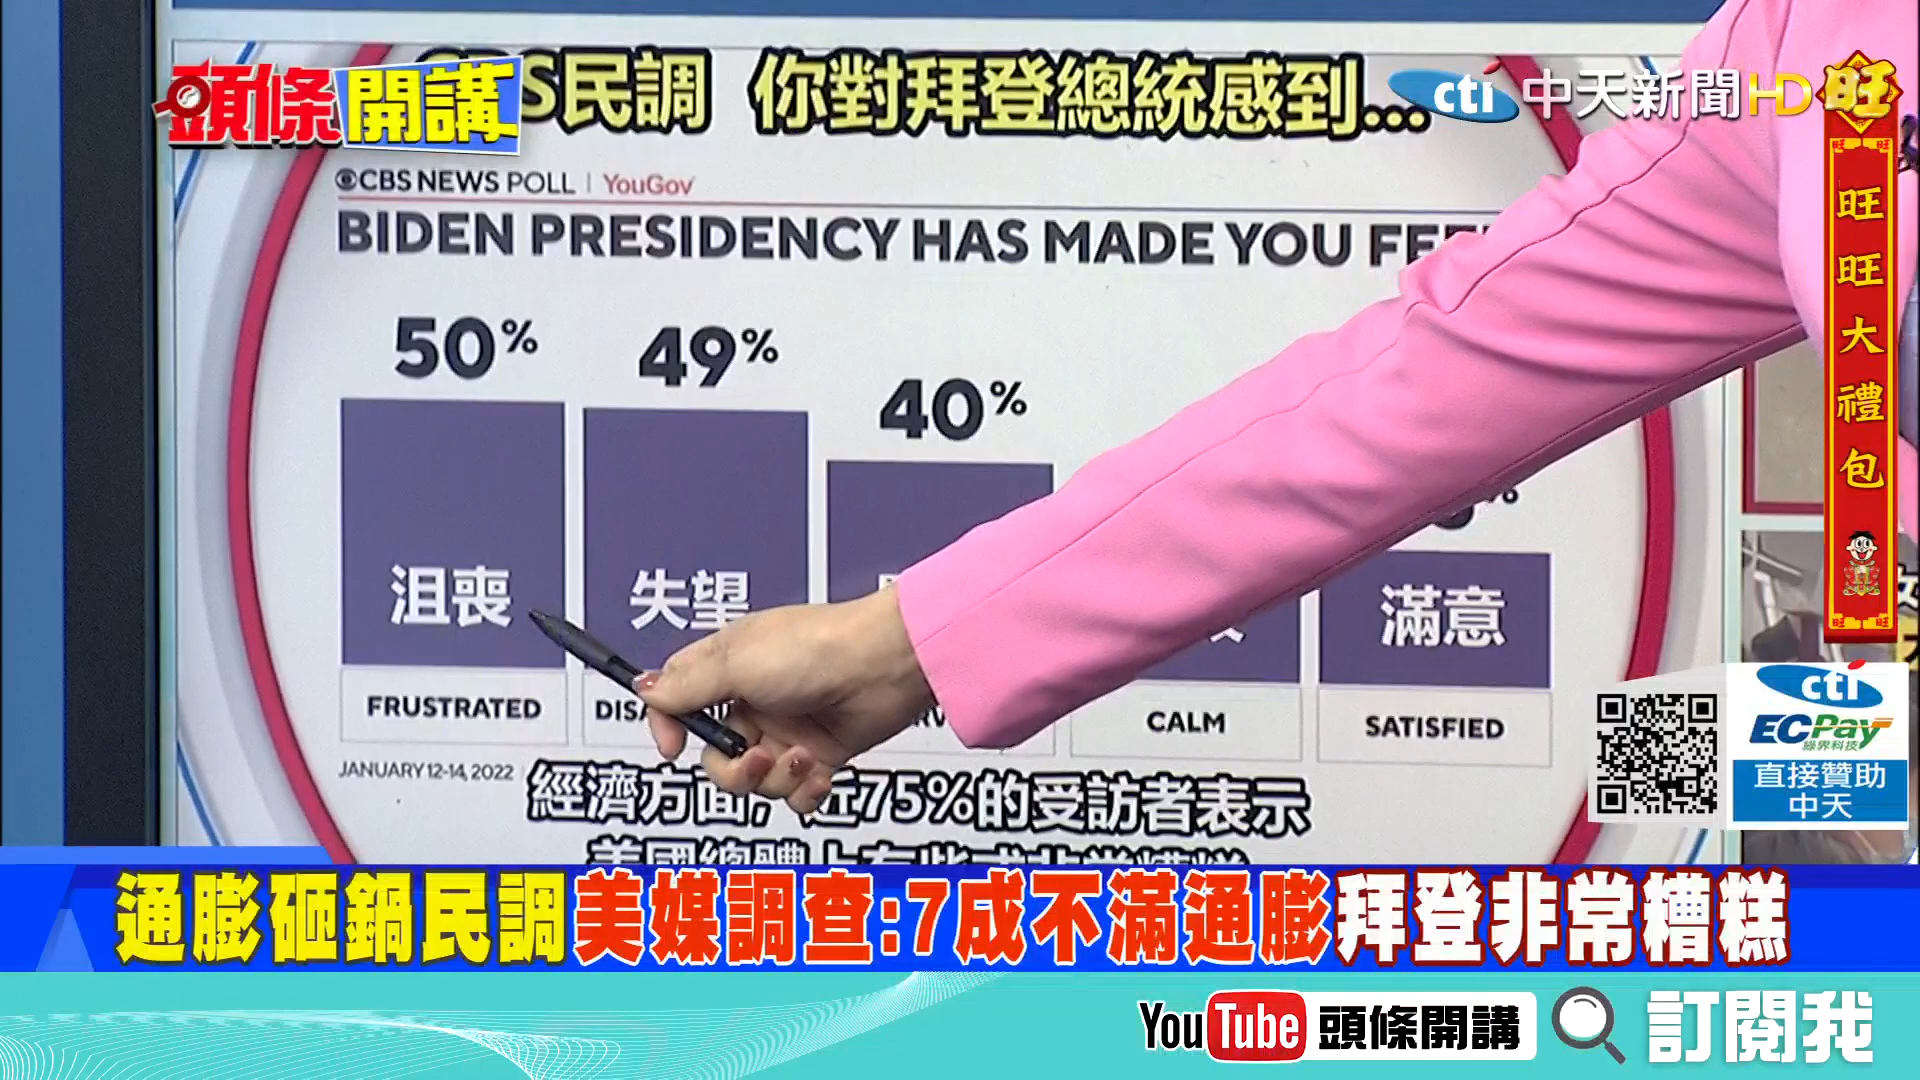 頭條開講
S民調 你對拜登總統感到...
cti 中天新聞HD
旺
旺旺大禮包
CBS NEWS POLL | YouGov
BIDEN PRESIDENCY HAS MADE YOU
50%
49%
40%
%
沮喪
失望
滿意
FRUSTRATED
CALM
SATISFIED
JANUARY 12-14, 2022
經濟方面, 近75%的受訪者表示
cti
ECPay
綠界科技
直接贊助
中天
通膨砸鍋民調美媒調查:7成不滿通膨拜登非常糟糕
YouTube 頭條開講 訂閱我